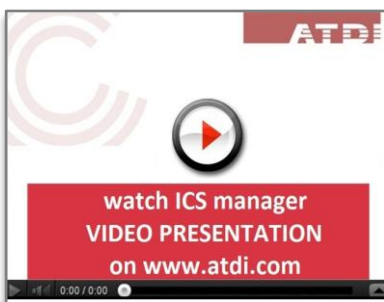 ATDI
watch ICS manager
VIDEO PRESENTATION
on www.atdi.com
0:00 / 0:00